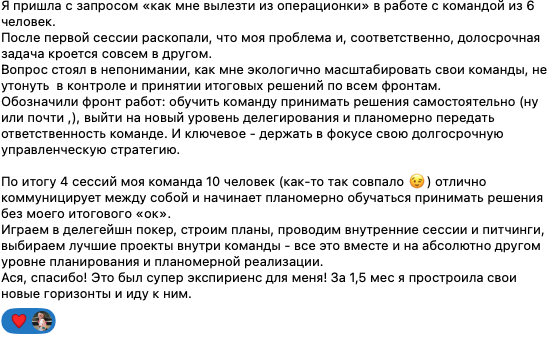 Я пришла с запросом «как мне вылезти из операционки» в работе с командой из 6
человек.
После первой сессии раскопали, что моя проблема и, соответственно, долосрочная
задача кроется совсем в другом.
Вопрос стоял в непонимании, как мне экологично масштабировать свои команды, не
утонуть  в контроле и принятии итоговых решений по всем фронтам.
Обозначили фронт работ: обучить команду принимать решения самостоятельно (ну
или почти ,), выйти на новый уровень делегирования и планомерно передать
ответственность команде. И ключевое - держать в фокусе свою долгосрочную
управленческую стратегию.

По итогу 4 сессий моя команда 10 человек (как-то так совпало 😉) отлично
коммуницирует между собой и начинает планомерно обучаться принимать решения
без моего итогового «ок».
Играем в делегейшн покер, строим планы, проводим внутренние сессии и питчинги,
выбираем лучшие проекты внутри команды - все это вместе и на абсолютно другом
уровне планирования и планомерной реализации.
Ася, спасибо! Это был супер экспириенс для меня! За 1,5 мес я простроила свои
новые горизонты и иду к ним.